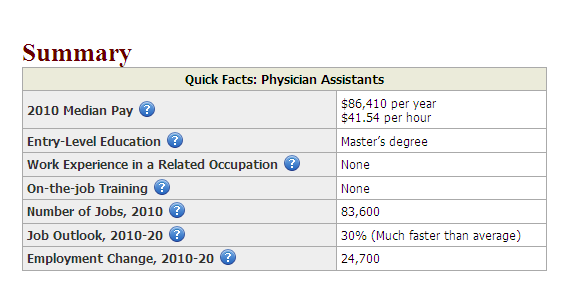 Summary
Quick Facts: Physician Assistants
2010 Median Pay ? $86,410 per year
$41.54 per hour
Entry-Level Education ? Master's degree
Work Experience in a Related Occupation ? None
On-the-job Training ? None
Number of Jobs, 2010 ? 83,600
Job Outlook, 2010-20 ? 30% (Much faster than average)
Employment Change, 2010-20 ? 24,700